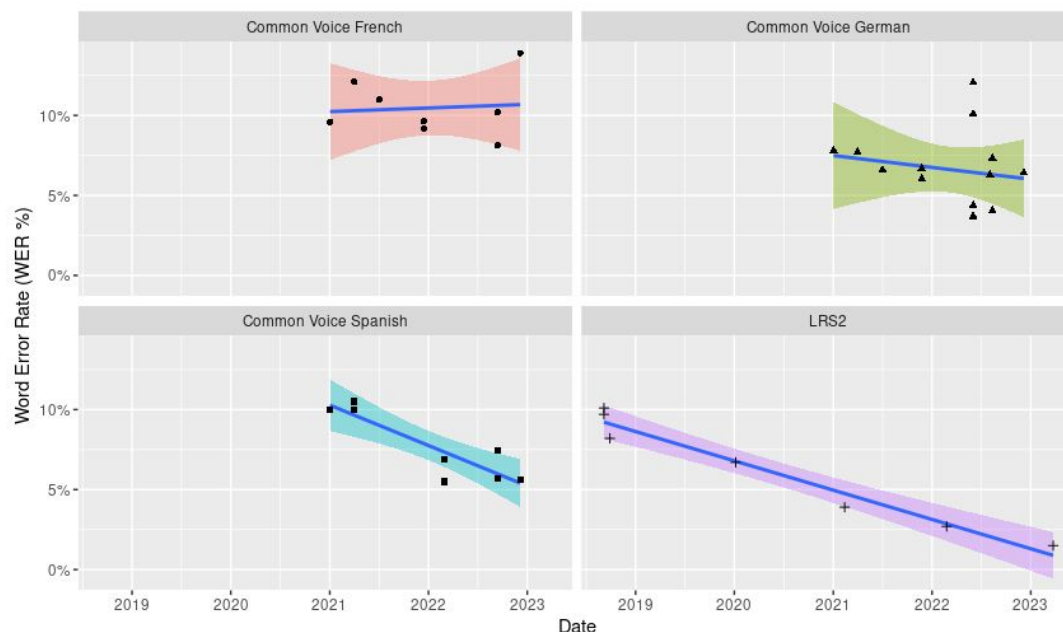 Common Voice French
Common Voice German
10%
5%
0%
Common Voice Spanish
LRS2
10%
5%
0%
Word Error Rate (WER %)
2019 2020 2021 2022 2023
2019 2020 2021 2022 2023
Date